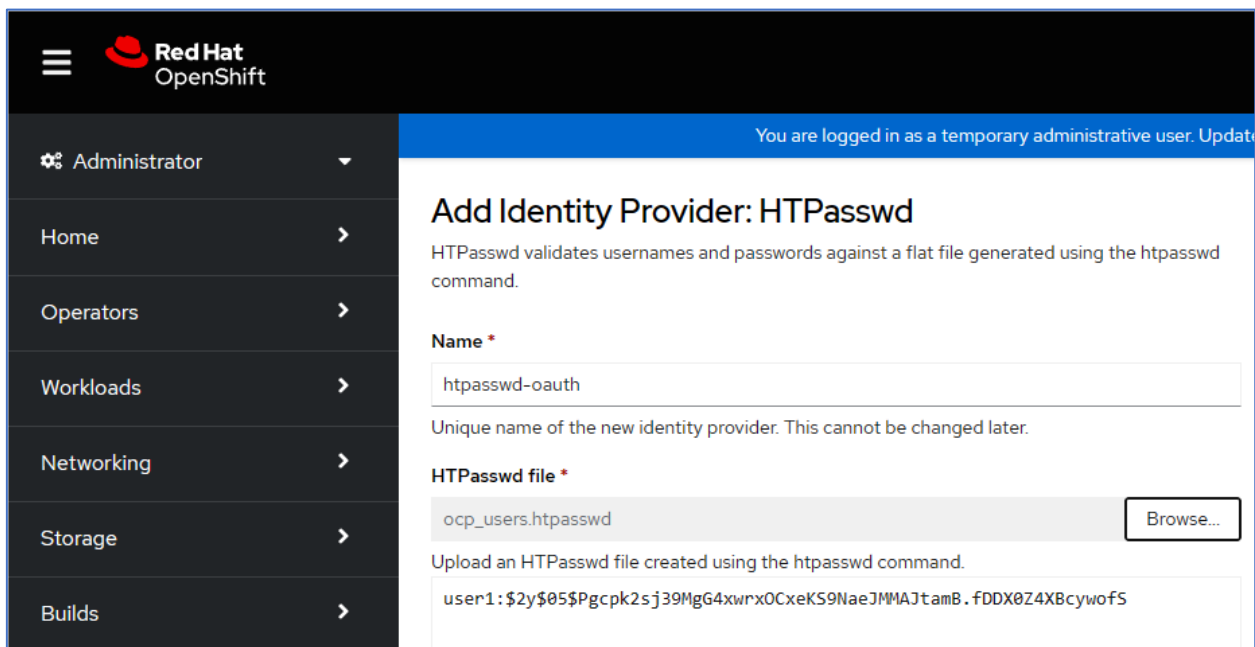 Red Hat
OpenShift
You are logged in as a temporary administrative user. Update
Administrator
Home
Operators
Workloads
Networking
Storage
Builds
Add Identity Provider: HTPasswd
HTPasswd validates usernames and passwords against a flat file generated using the htpasswd
command.
Name *
htpasswd-oauth
Unique name of the new identity provider. This cannot be changed later.
HTPasswd file *
ocp_users.htpasswd
Browse...
Upload an HTPasswd file created using the htpasswd command.
user1:$2y$05$Pgcpk2sj39MgG4xwrxOCxeKS9NaeJMMAJtamB.fDDX0Z4XBcywofS